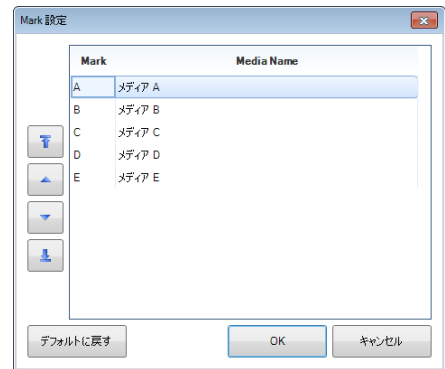 Mark 設定
Mark Media Name
A メディア A
B メディア B
C メディア C
D メディア D
E メディア E
デフォルトに戻す OK キャンセル